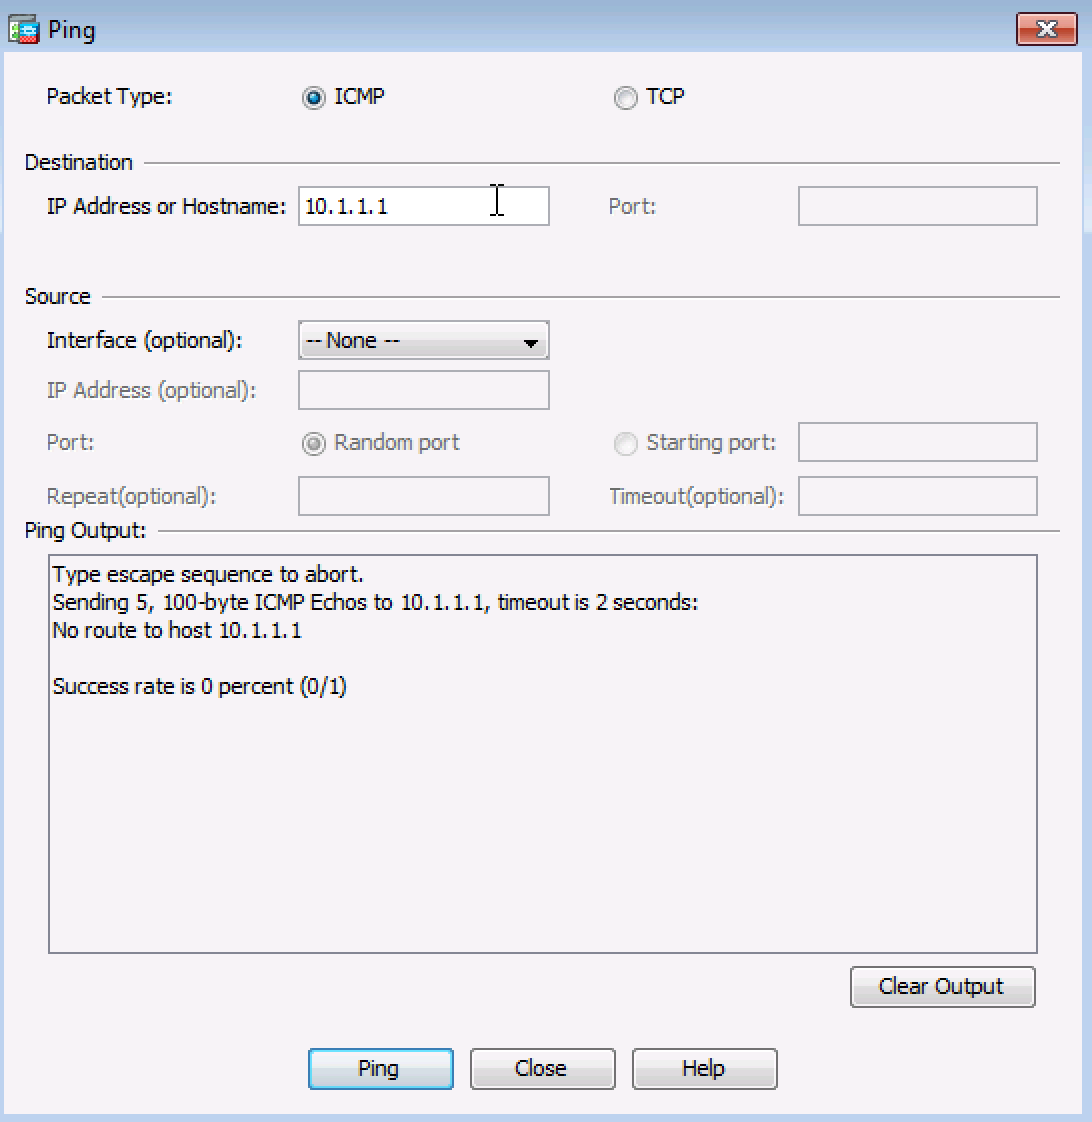 Ping
Packet Type: ICMP TCP
Destination
IP Address or Hostname: 10.1.1.1 Port:
Source
Interface (optional): -- None --
IP Address (optional):
Port: Random port Starting port:
Repeat(optional): Timeout(optional):
Ping Output:
Type escape sequence to abort.
Sending 5, 100-byte ICMP Echos to 10.1.1.1, timeout is 2 seconds:
No route to host 10.1.1.1
Success rate is 0 percent (0/1)
Clear Output
Ping Close Help